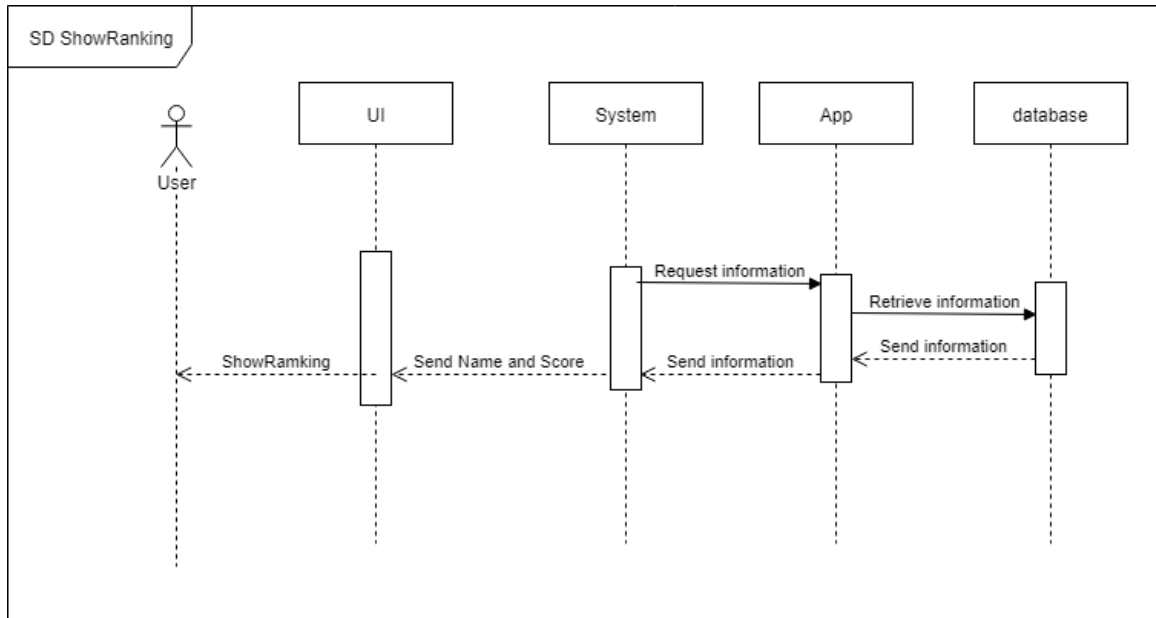 SD ShowRanking
UI
System
App
database
User
Request information
Retrieve information
Send information
ShowRamking
Send Name and Score
Send information